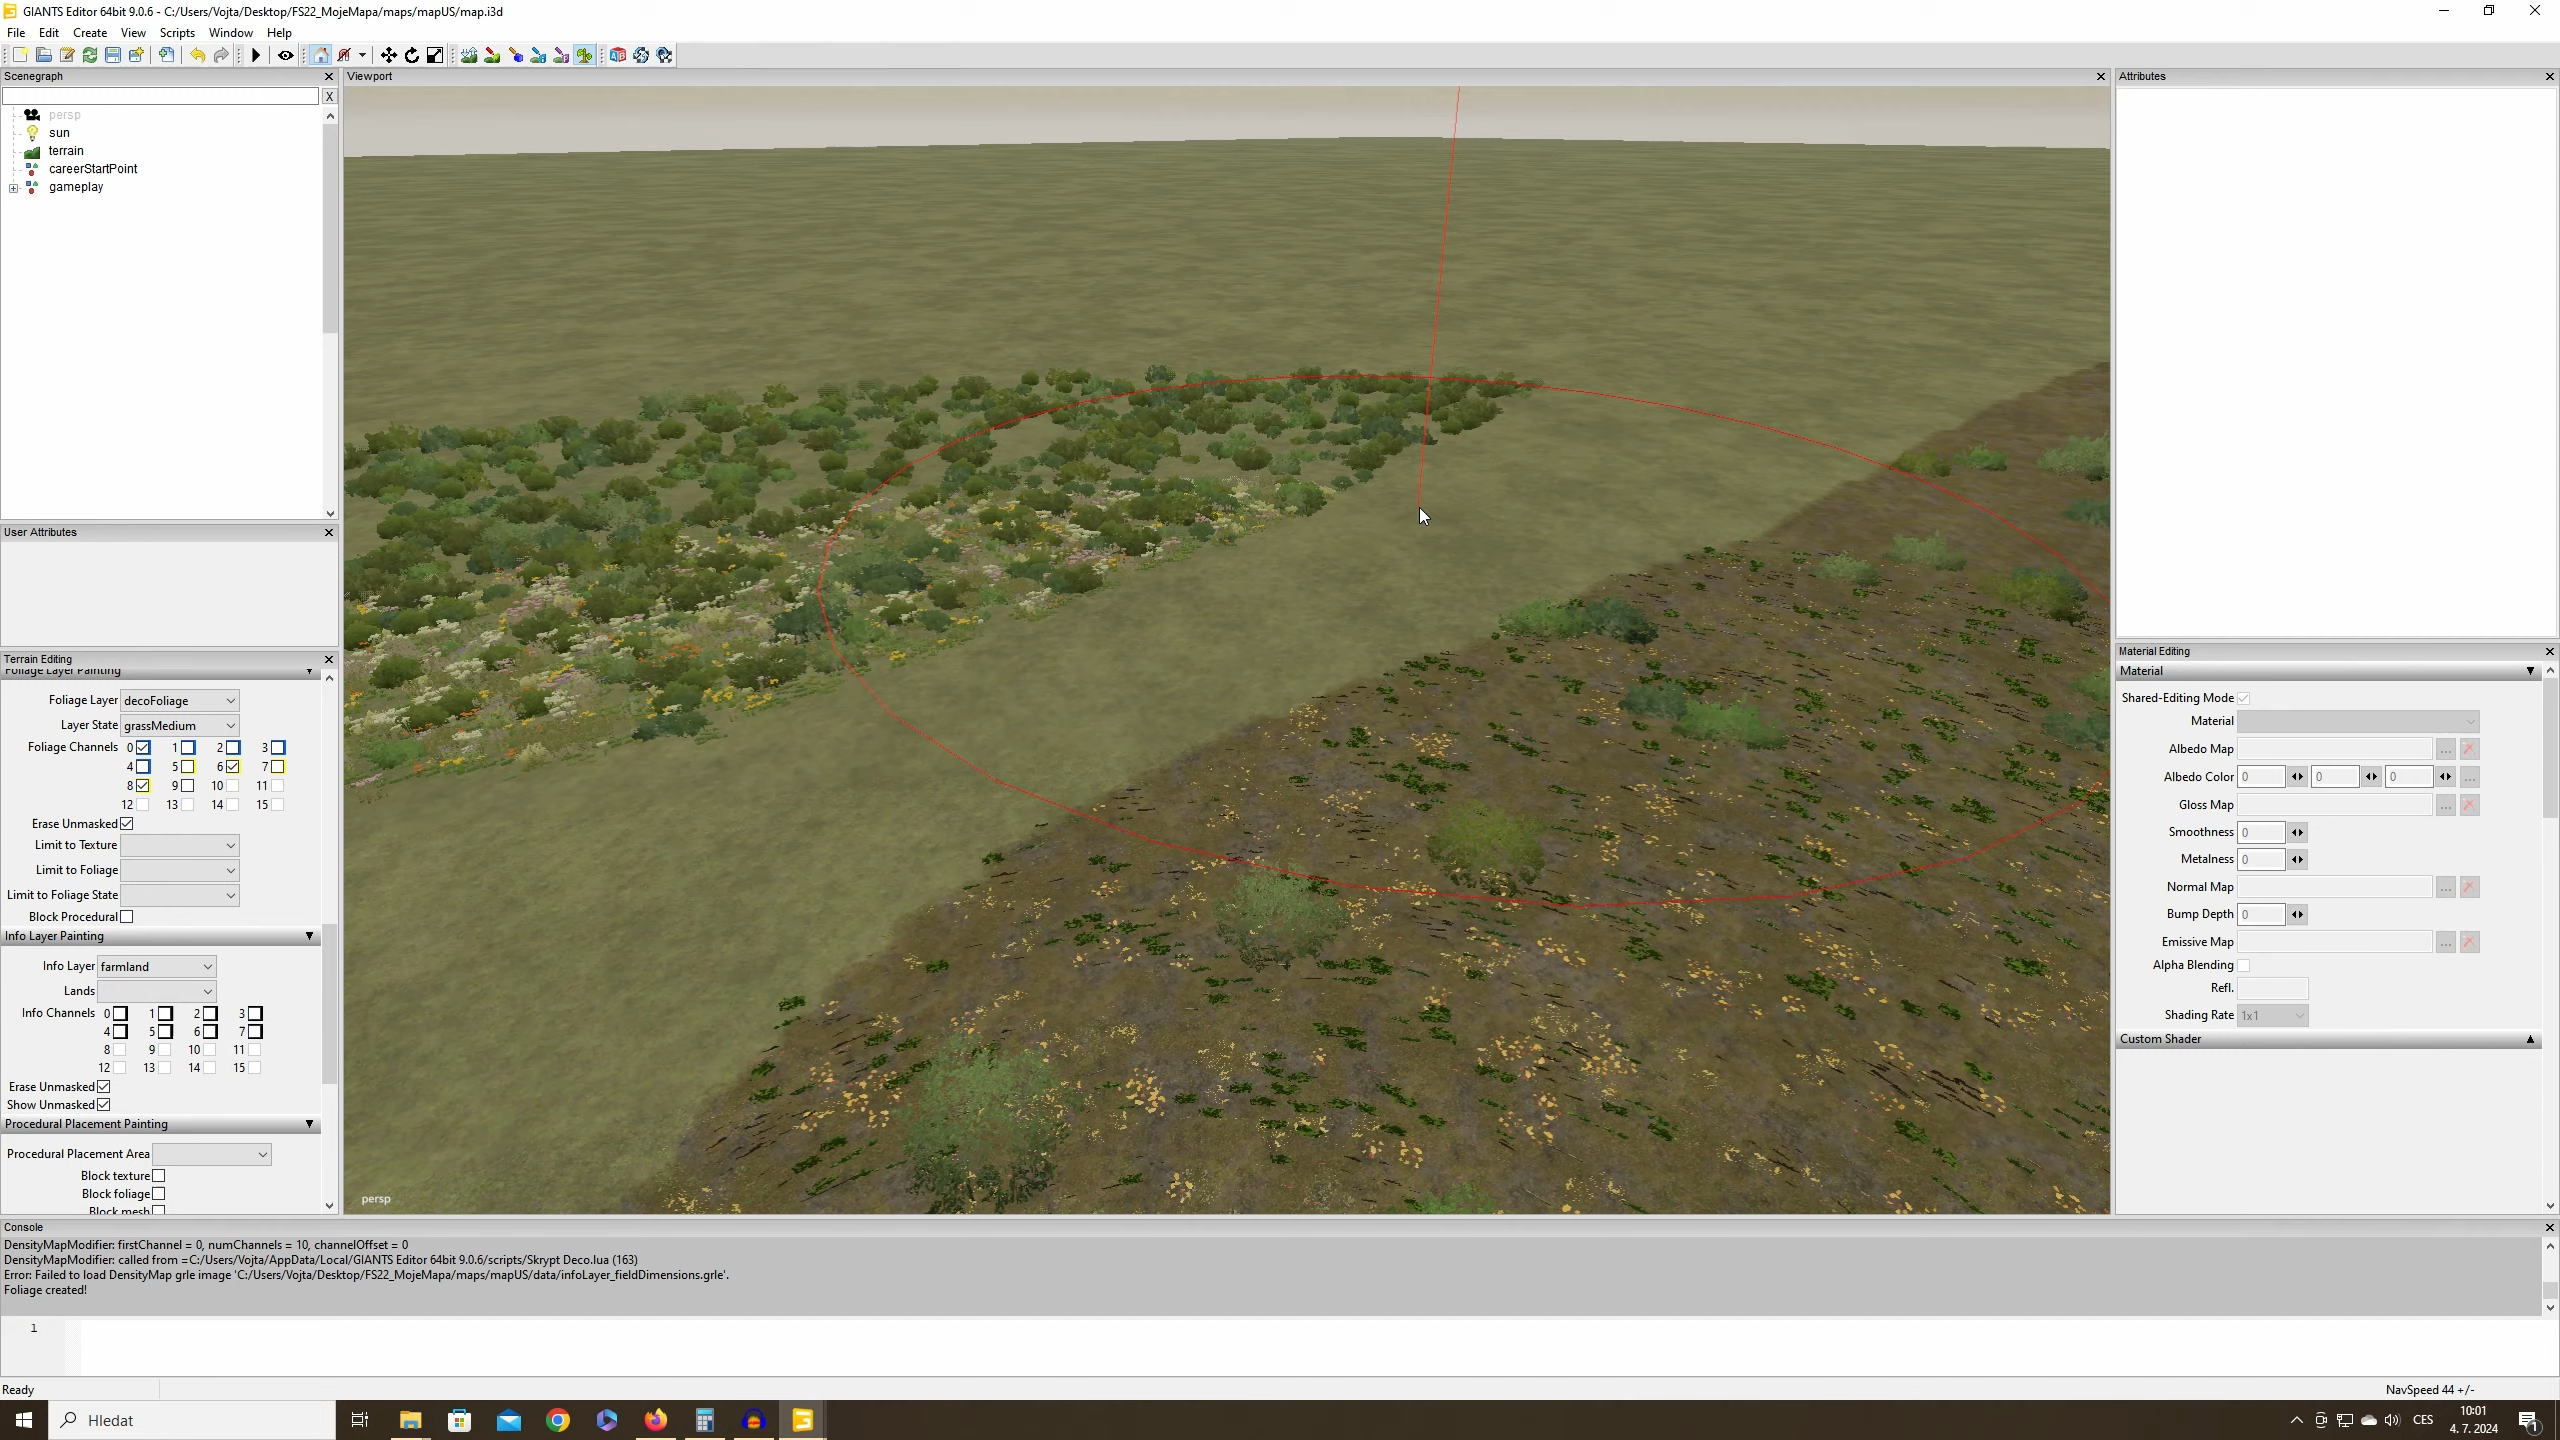 GIANTS Editor 64bit 9.0.6 - C:/Users/Vojta/Desktop/FS22_MojeMapa/maps/mapUS/map.i3d
File Edit Create View Scripts Window Help
Scenegraph
X
persp
sun
terrain
careerStartPoint
gameplay
User Attributes
Terrain Editing
Foliage Layer Painting
Foliage Layer decoFoliage
Layer State grassMedium
Foliage Channels 0 1 2 3
4 5 6 7
8 9 10 11
12 13 14 15
Erase Unmasked
Limit to Texture
Limit to Foliage
Limit to Foliage State
Block Procedural
Info Layer Painting
Info Layer farmland
Lands
Info Channels 0 1 2 3
4 5 6 7
8 9 10 11
12 13 14 15
Erase Unmasked
Show Unmasked
Procedural Placement Painting
Procedural Placement Area
Block texture
Block foliage
Block mesh
Viewport
persp
Attributes
Material Editing
Material
Shared-Editing Mode
Material
Albedo Map ...
Albedo Color 0 0 0 ...
Gloss Map ...
Smoothness 0
Metalness 0
Normal Map ...
Bump Depth 0
Emissive Map ...
Alpha Blending
Refl.
Shading Rate 1x1
Custom Shader
Console
DensityMapModifier: firstChannel = 0, numChannels = 10, channelOffset = 0
DensityMapModifier: called from =C:/Users/Vojta/AppData/Local/GIANTS Editor 64bit 9.0.6/scripts/Skrypt Deco.lua (163)
Error: Failed to load DensityMap grle image 'C:/Users/Vojta/Desktop/FS22_MojeMapa/maps/mapUS/data/infoLayer_fieldDimensions.grle'.
Foliage created!
1
Ready
NavSpeed 44 +/-
Hledat
CES
10:01
4. 7. 2024
1